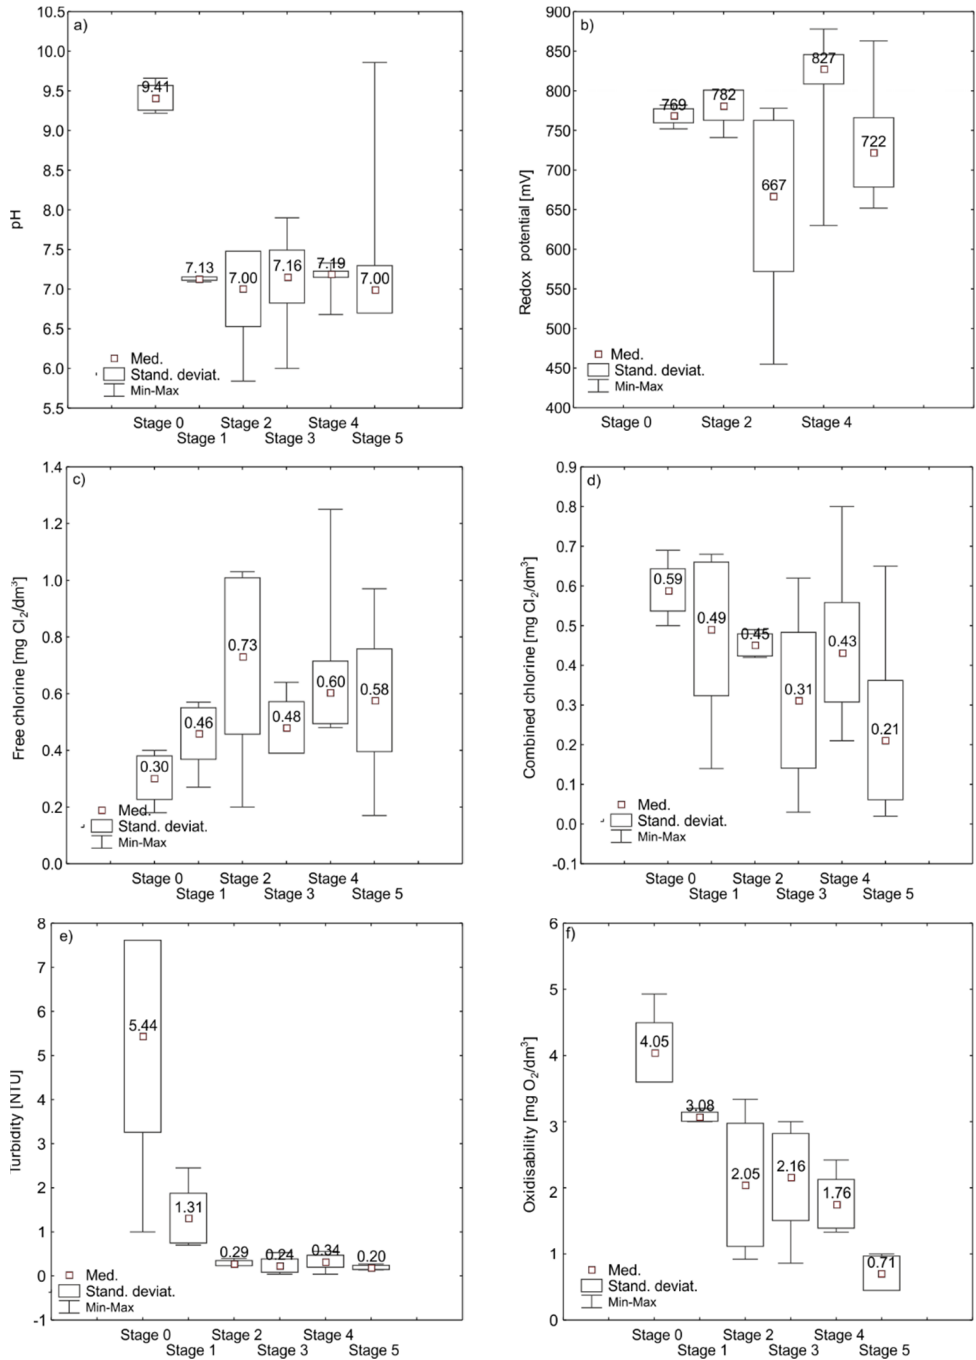 a)
10.5
10.0
9.5
9.0
8.5
8.0
7.5
7.0
6.5
6.0
5.5
pH
9.41
7.13
7.00
7.16
7.19
7.00
Med.
Stand. deviat.
Min-Max
Stage 0 Stage 2 Stage 4
Stage 1 Stage 3 Stage 5
b)
900
850
800
750
700
650
600
550
500
450
400
Redox potential [mV]
769
782
667
827
722
Med.
Stand. deviat.
Min-Max
Stage 0 Stage 2 Stage 4
c)
1.4
1.2
1.0
0.8
0.6
0.4
0.2
0.0
Free chlorine [mg Cl₂/dm³]
0.30
0.46
0.73
0.48
0.60
0.58
Med.
Stand. deviat.
Min-Max
Stage 0 Stage 2 Stage 4
Stage 1 Stage 3 Stage 5
d)
0.9
0.8
0.7
0.6
0.5
0.4
0.3
0.2
0.1
0.0
-0.1
Combined chlorine [mg Cl₂/dm³]
0.59
0.49
0.45
0.31
0.43
0.21
Med.
Stand. deviat.
Min-Max
Stage 0 Stage 2 Stage 4
Stage 1 Stage 3 Stage 5
e)
8
7
6
5
4
3
2
1
0
-1
Turbidity [NTU]
5.44
1.31
0.29
0.24
0.34
0.20
Med.
Stand. deviat.
Min-Max
Stage 0 Stage 2 Stage 4
Stage 1 Stage 3 Stage 5
f)
6
5
4
3
2
1
0
Oxidisability [mg O₂/dm³]
4.05
3.08
2.05
2.16
1.76
0.71
Med.
Stand. deviat.
Min-Max
Stage 0 Stage 2 Stage 4
Stage 1 Stage 3 Stage 5